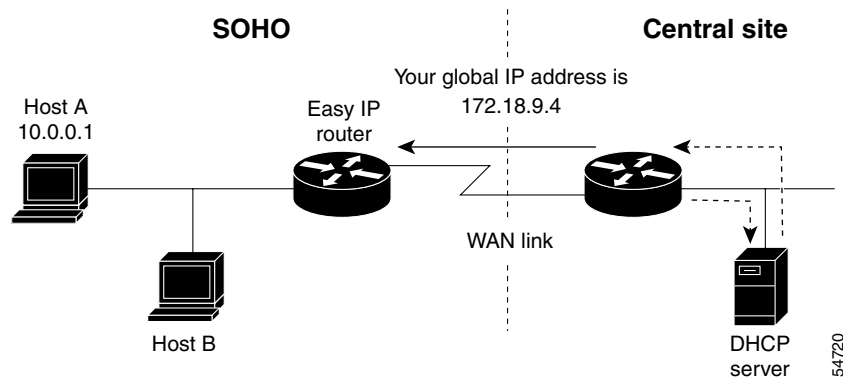 SOHO
Central site
Your global IP address is
172.18.9.4
Host A
10.0.0.1
Easy IP
router
WAN link
Host B
DHCP
server
54720